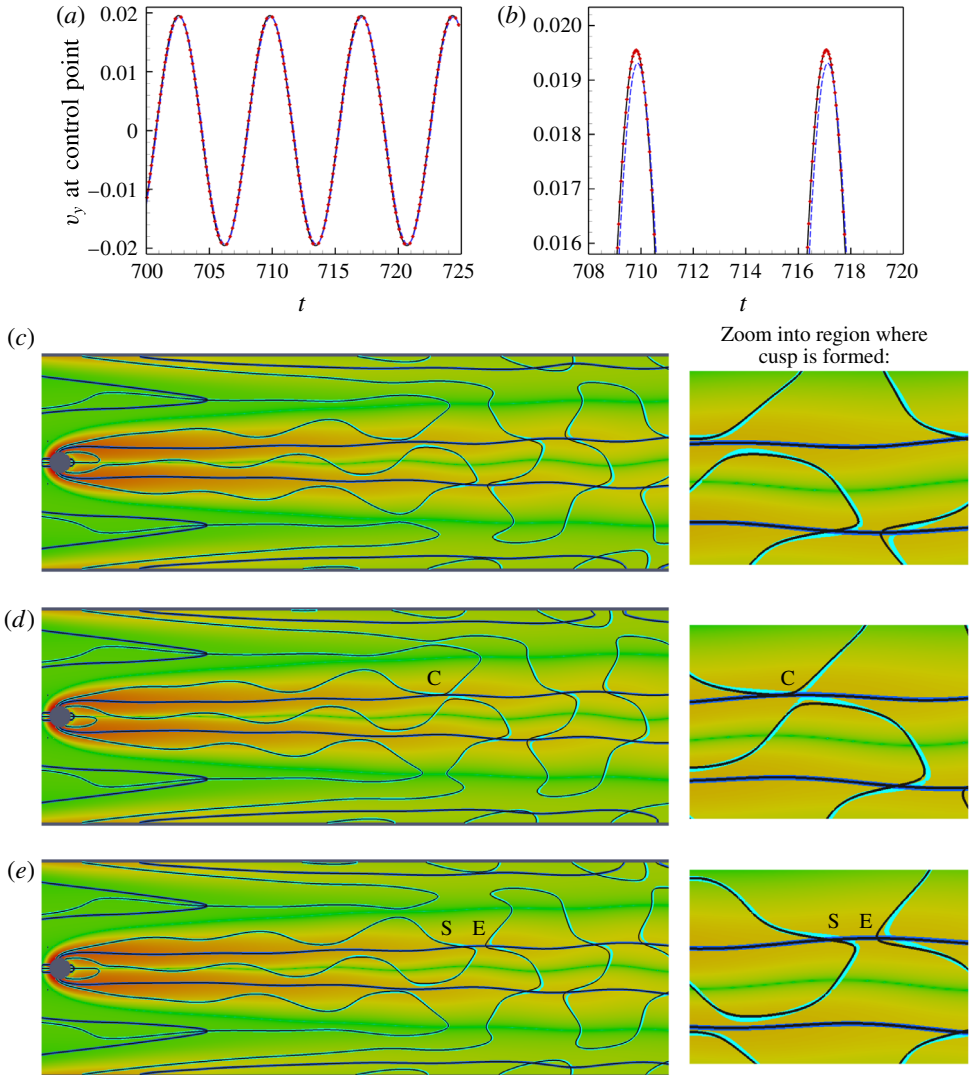 (a)
0.02
0.01
0
−0.01
−0.02
v_y at control point
700 705 710 715 720 725
t
(b)
0.020
0.019
0.018
0.017
0.016
708 710 712 714 716 718 720
t
(c)
Zoom into region where
cusp is formed:
(d)
C
C
(e)
S E
S E